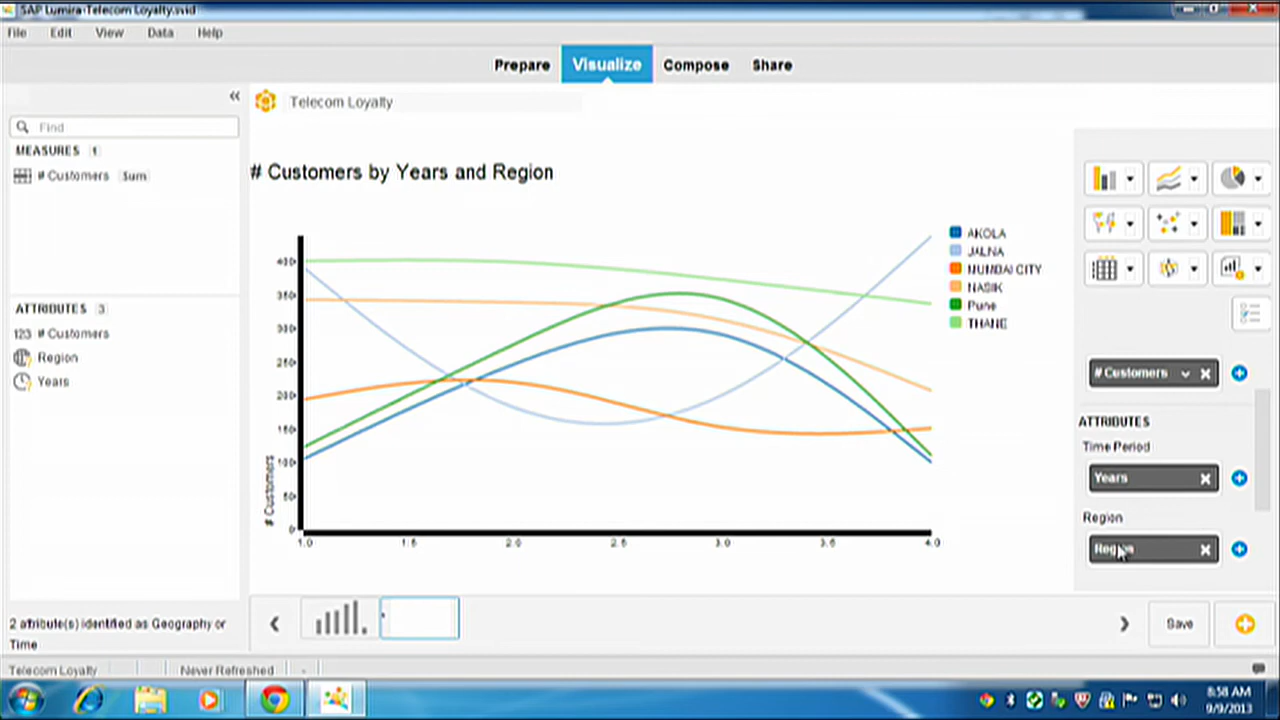 SAP Lumira:Telecom Loyalty.svid
File Edit View Data Help
Prepare Visualize Compose Share
Telecom Loyalty
Find
MEASURES 1
# Customers Sum
ATTRIBUTES 3
123 # Customers
Region
Years
2 attribute(s) identified as Geography or
Time
# Customers by Years and Region
# Customers
350
300
250
200
150
100
50
0
1.0 1.5 2.0 2.5 3.0 3.5 4.0
AKOLA
JALNA
MUMBAI CITY
NASIK
Pune
THANE
# Customers
ATTRIBUTES
Time Period
Years
Region
Region
Save
Telecom Loyalty Never Refreshed -
8:58 AM
9/9/2013